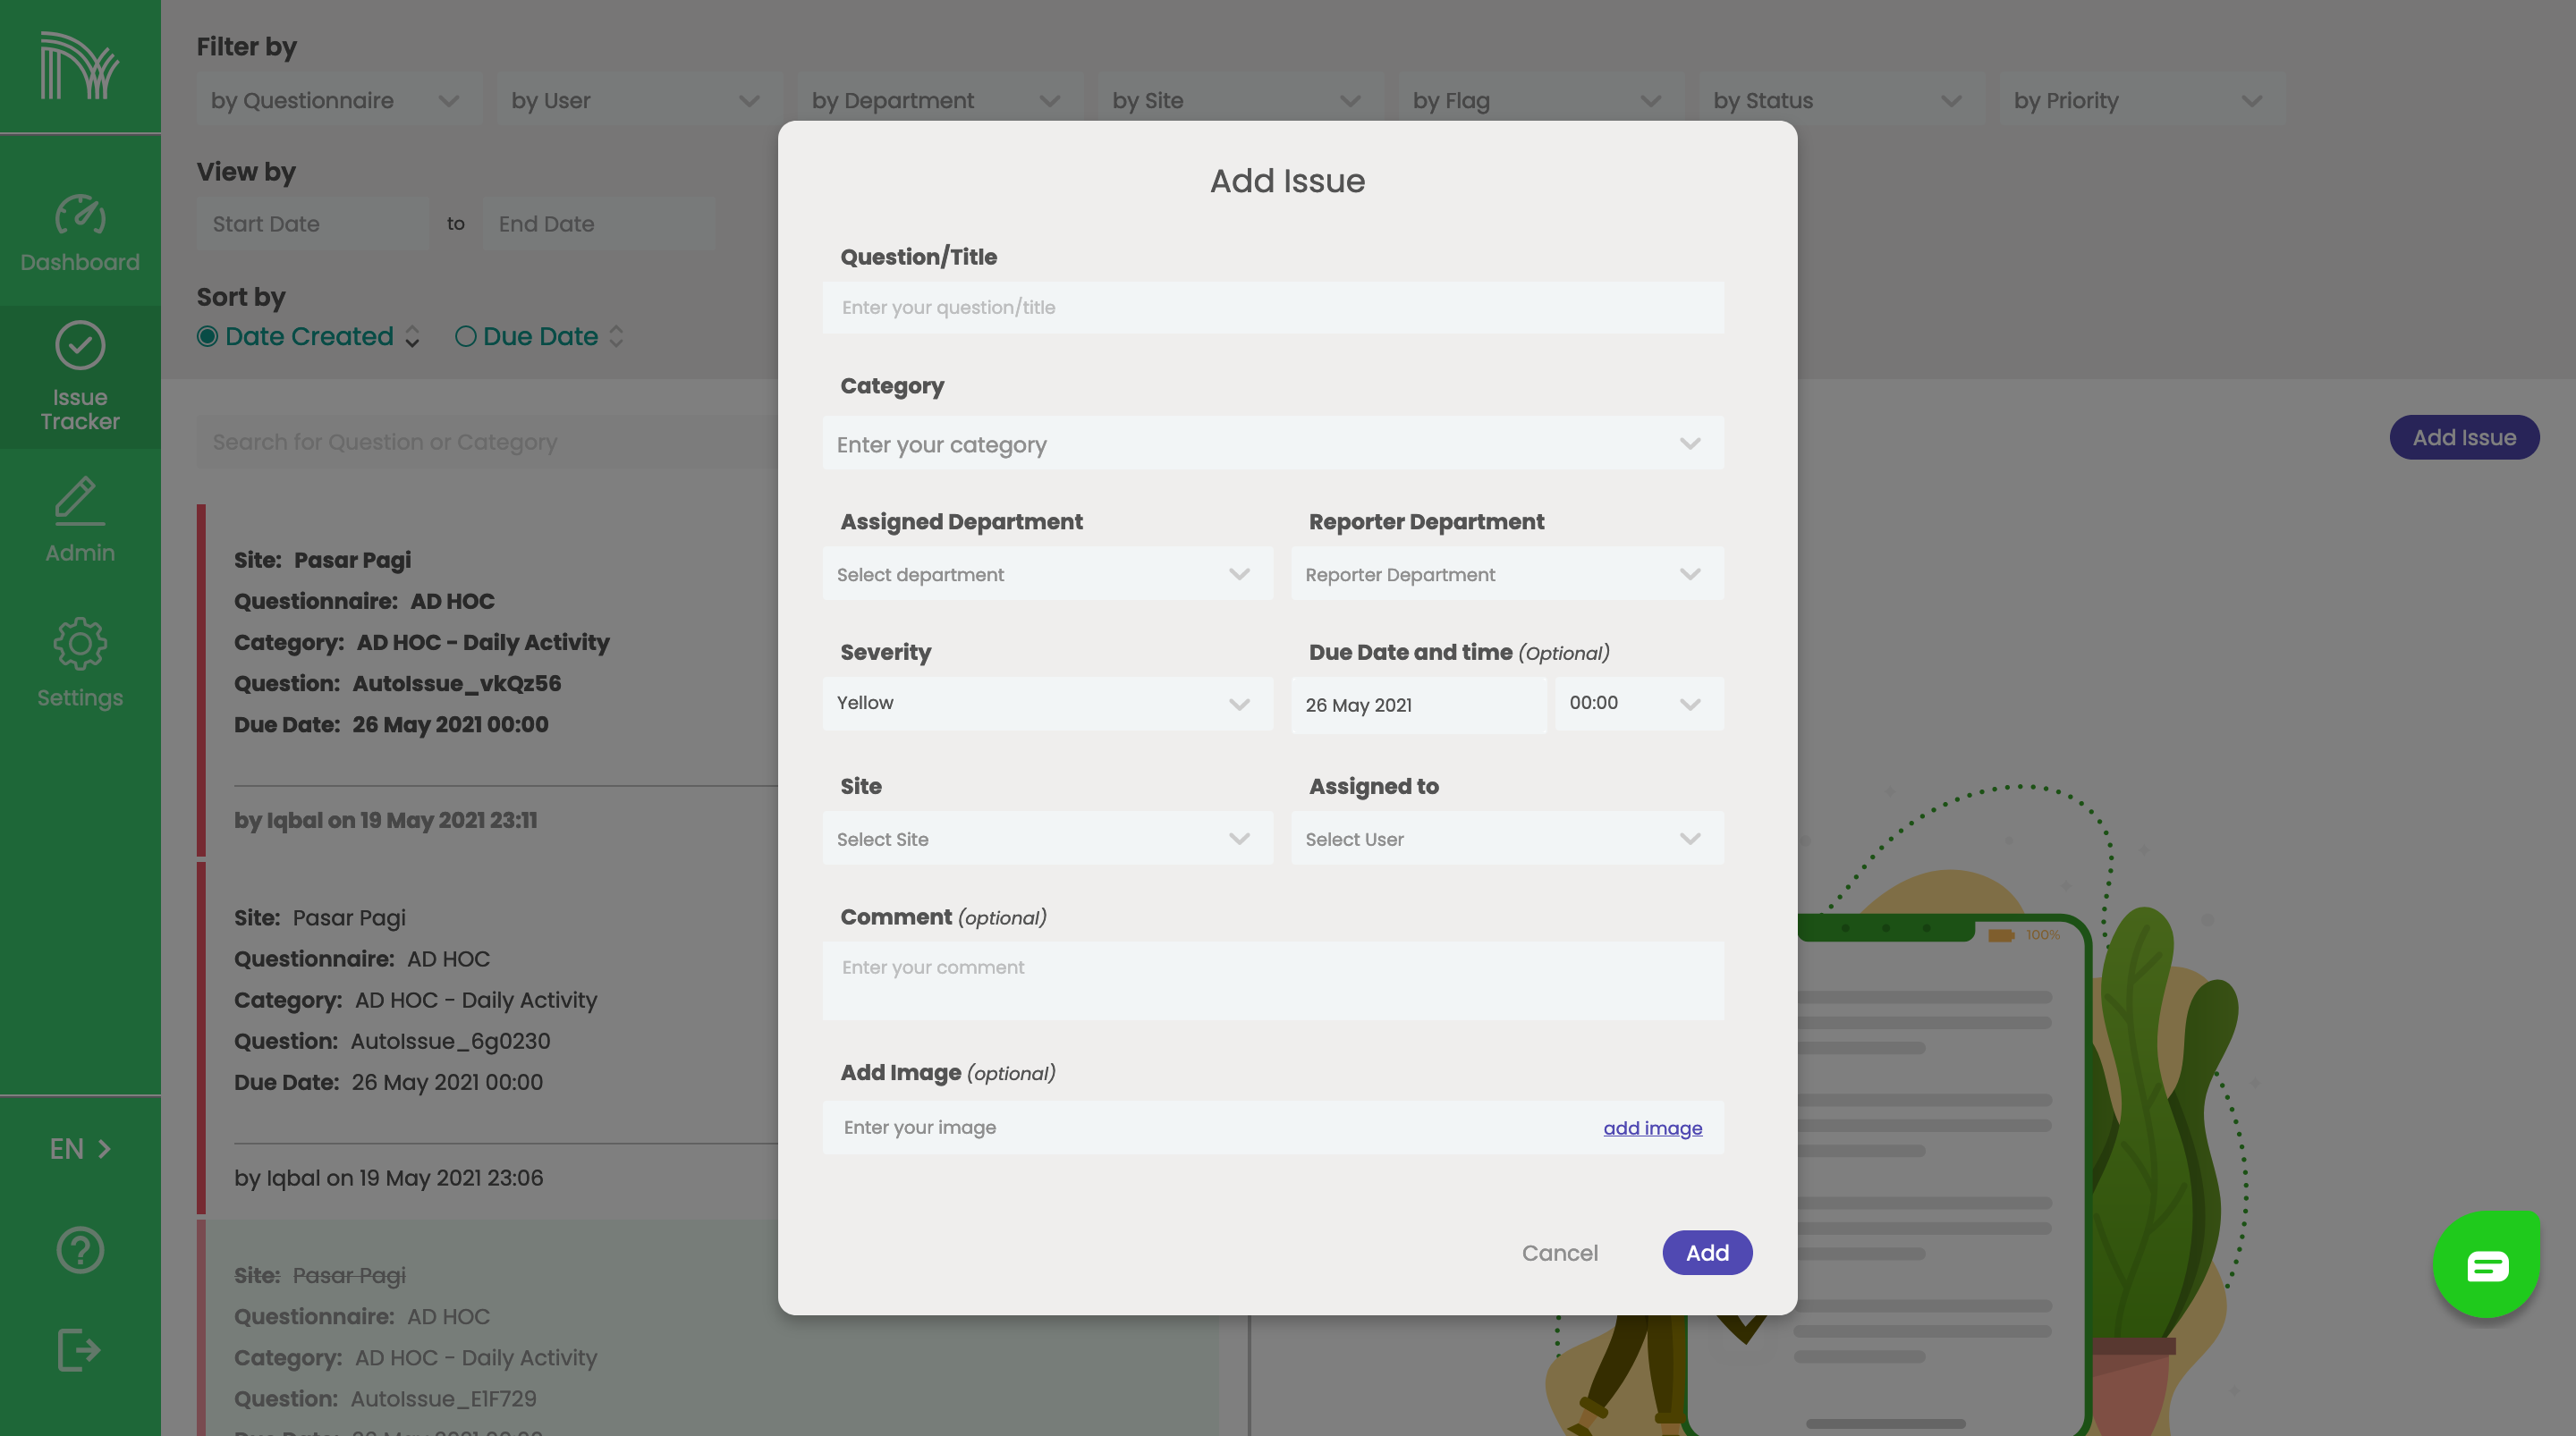 Filter by
by Questionnaire by User by Department by Site by Flag by Status by Priority
View by
Start Date to End Date
Sort by
Date Created Due Date
Search for Question or Category
Add Issue
Dashboard
Issue
Tracker
Admin
Settings
EN
Site: Pasar Pagi
Questionnaire: AD HOC
Category: AD HOC - Daily Activity
Question: AutoIssue_vkQz56
Due Date: 26 May 2021 00:00
by Iqbal on 19 May 2021 23:11
Site: Pasar Pagi
Questionnaire: AD HOC
Category: AD HOC - Daily Activity
Question: AutoIssue_6g0230
Due Date: 26 May 2021 00:00
by Iqbal on 19 May 2021 23:06
Site: Pasar Pagi
Questionnaire: AD HOC
Category: AD HOC - Daily Activity
Question: AutoIssue_E1F729
Add Issue
Question/Title
Enter your question/title
Category
Enter your category
Assigned Department Reporter Department
Select department Reporter Department
Severity Due Date and time (Optional)
Yellow 26 May 2021 00:00
Site Assigned to
Select Site Select User
Comment (optional)
Enter your comment
Add Image (optional)
Enter your image add image
Cancel Add
100%